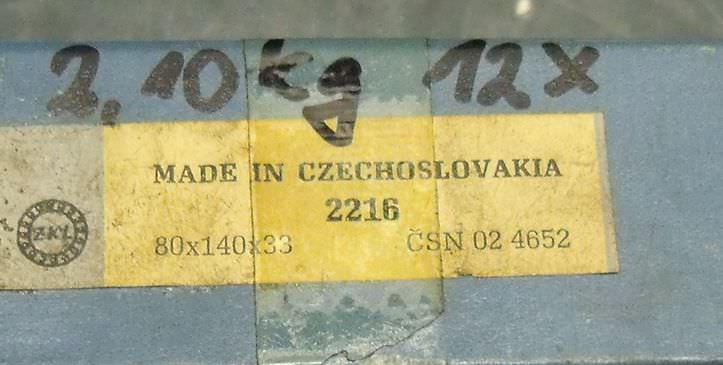 2,10 kg 12x
MADE IN CZECHOSLOVAKIA
2216
ZKL
80x140x33 ČSN 02 4652